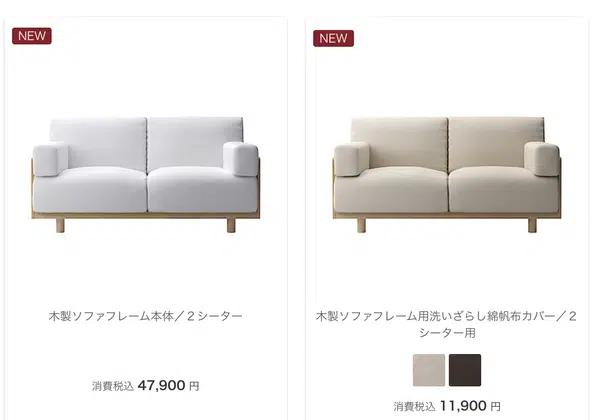 NEW
木製ソファフレーム本体／２シーター
消費税込 47,900 円
NEW
木製ソファフレーム用洗いざらし綿帆布カバー／２
シーター用
消費税込 11,900 円